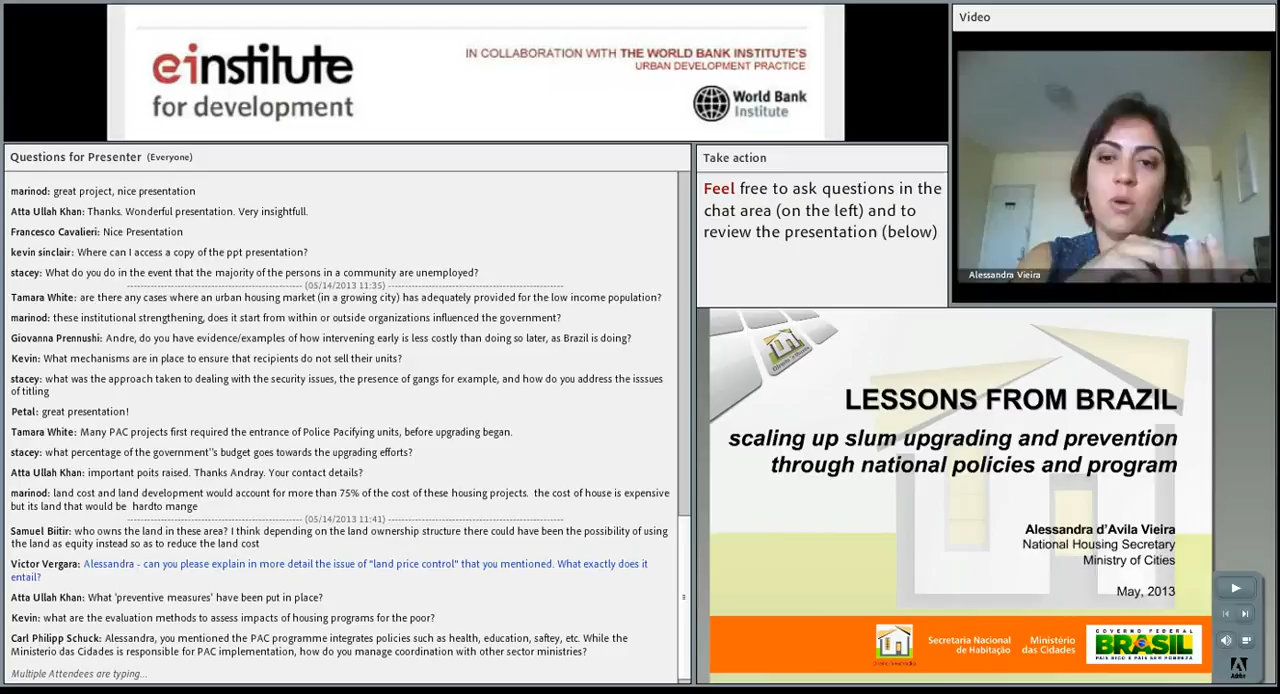 einstitute
for development
IN COLLABORATION WITH THE WORLD BANK INSTITUTE'S
URBAN DEVELOPMENT PRACTICE
World Bank
Institute
Video
Alessandra Vieira
Questions for Presenter (Everyone)
marinod: great project, nice presentation
Atta Ullah Khan: Thanks. Wonderful presentation. Very insightfull.
Francesco Cavalieri: Nice Presentation
kevin sinclair: Where can I access a copy of the ppt presentation?
stacey: What do you do in the event that the majority of the persons in a community are unemployed?
(05/14/2013 11:35)
Tamara White: are there any cases where an urban housing market (in a growing city) has adequately provided for the low income population?
marinod: these institutional strengthening, does it start from within or outside organizations influenced the government?
Giovanna Prennushi: Andre, do you have evidence/examples of how intervening early is less costly than doing so later, as Brazil is doing?
Kevin: What mechanisms are in place to ensure that recipients do not sell their units?
stacey: what was the approach taken to dealing with the security issues, the presence of gangs for example, and how do you address the isssues
of titling
Petal: great presentation!
Tamara White: Many PAC projects first required the entrance of Police Pacifying units, before upgrading began.
stacey: what percentage of the government''s budget goes towards the upgrading efforts?
Atta Ullah Khan: important poits raised. Thanks Andray. Your contact details?
marinod: land cost and land development would account for more than 75% of the cost of these housing projects. the cost of house is expensive
but its land that would be hardto mange
(05/14/2013 11:41)
Samuel Biitir: who owns the land in these area? I think depending on the land ownership structure there could have been the possibility of using
the land as equity instead so as to reduce the land cost
Victor Vergara: Alessandra - can you please explain in more detail the issue of "land price control" that you mentioned. What exactly does it
entail?
Atta Ullah Khan: What 'preventive measures' have been put in place?
Kevin: what are the evaluation methods to assess impacts of housing programs for the poor?
Carl Philipp Schuck: Alessandra, you mentioned the PAC programme integrates policies such as health, education, saftey, etc. While the
Ministerio das Cidades is responsible for PAC implementation, how do you manage coordination with other sector ministries?
Multiple Attendees are typing...
Take action
Feel free to ask questions in the
chat area (on the left) and to
review the presentation (below)
LESSONS FROM BRAZIL
scaling up slum upgrading and prevention
through national policies and program
Alessandra d'Avila Vieira
National Housing Secretary
Ministry of Cities
May, 2013
Secretaria Nacional
de Habitação
Ministério
das Cidades
GOVERNO FEDERAL
BRASIL
PAÍS RICO É PAÍS SEM POBREZA
Adobe